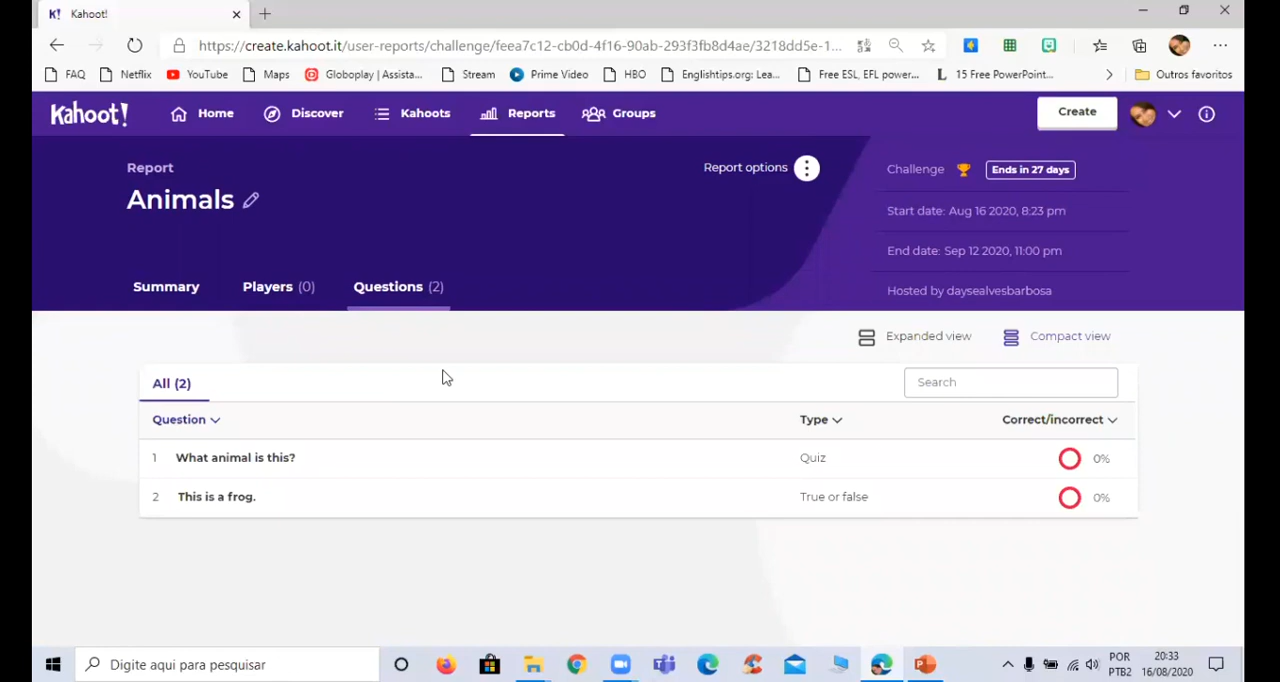 K! Kahoot!
https://create.kahoot.it/user-reports/challenge/feea7c12-cb0d-4f16-90ab-293f3fb8d4ae/3218dd5e-1...
FAQ Netflix YouTube Maps Globoplay | Assista... Stream Prime Video HBO Englishtips.org: Lea... Free ESL, EFL power... 15 Free PowerPoint... Outros favoritos
Kahoot! Home Discover Kahoots Reports Groups Create
Report
Animals
Report options
Challenge Ends in 27 days
Start date: Aug 16 2020, 8:23 pm
End date: Sep 12 2020, 11:00 pm
Hosted by daysealvesbarbosa
Summary Players (0) Questions (2)
Expanded view Compact view
All (2) Search
Question Type Correct/incorrect
1 What animal is this? Quiz 0%
2 This is a frog. True or false 0%
Digite aqui para pesquisar
POR
PTB2
20:33
16/08/2020